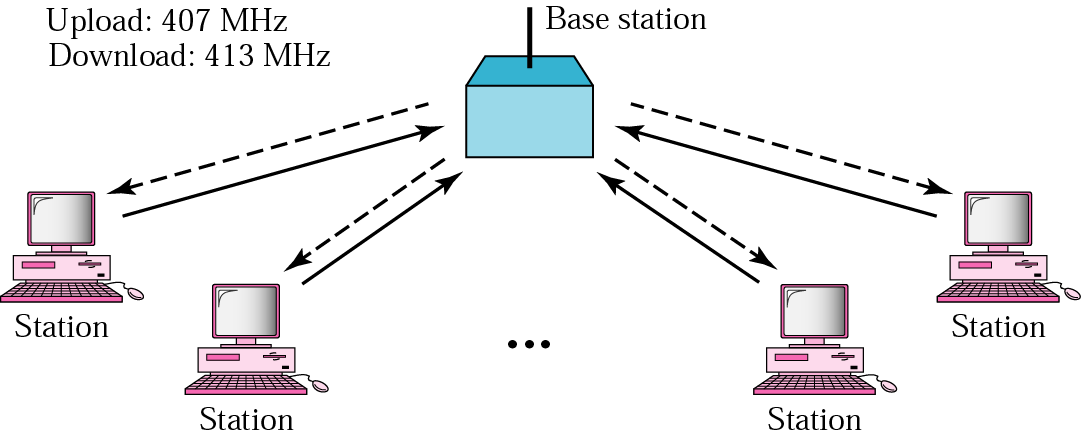 Upload: 407 MHz
Download: 413 MHz
Base station
Station
Station
...
Station
Station